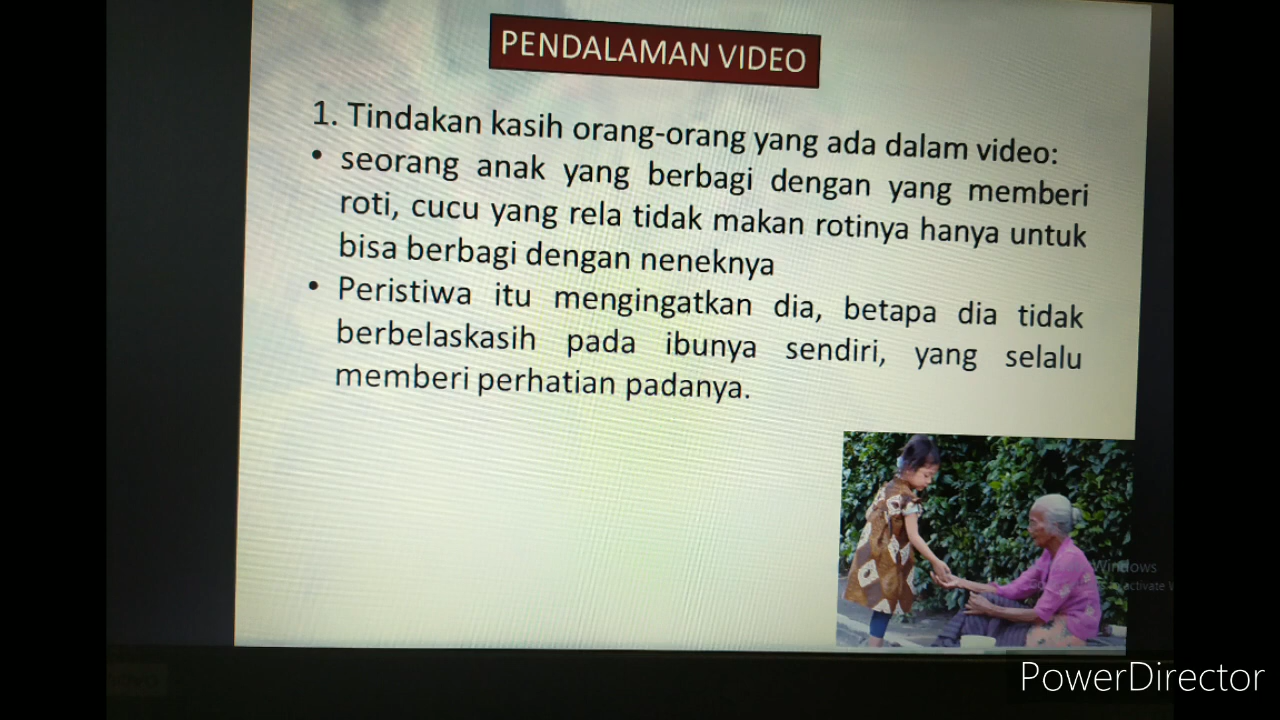 PENDALAMAN VIDEO
1. Tindakan kasih orang-orang yang ada dalam video:
• seorang anak yang berbagi dengan yang memberi
roti, cucu yang rela tidak makan rotinya hanya untuk
bisa berbagi dengan neneknya
• Peristiwa itu mengingatkan dia, betapa dia tidak
berbelaskasih pada ibunya sendiri, yang selalu
memberi perhatian padanya.
Windows
activate
PowerDirector